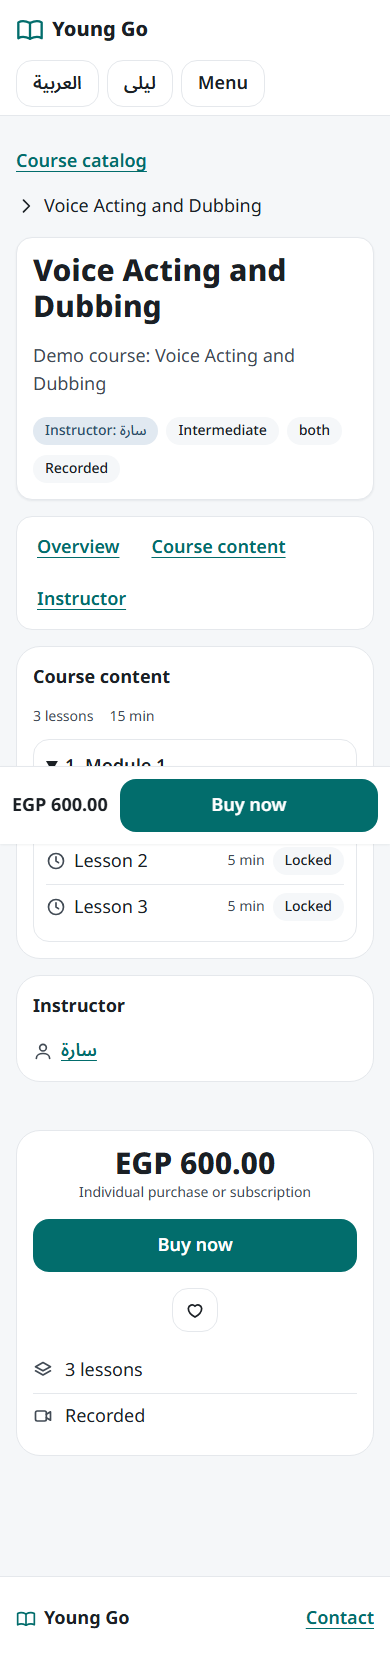 Young Go
العربية
ليلى
Menu
Course catalog
Voice Acting and Dubbing
Voice Acting and
Dubbing
Demo course: Voice Acting and
Dubbing
Instructor: سارة
Intermediate
both
Recorded
Overview
Course content
Instructor
Course content
3 lessons 15 min
1. Module 1
EGP 600.00
Buy now
Lesson 2 5 min Locked
Lesson 3 5 min Locked
Instructor
سارة
EGP 600.00
Individual purchase or subscription
Buy now
3 lessons
Recorded
Young Go
Contact